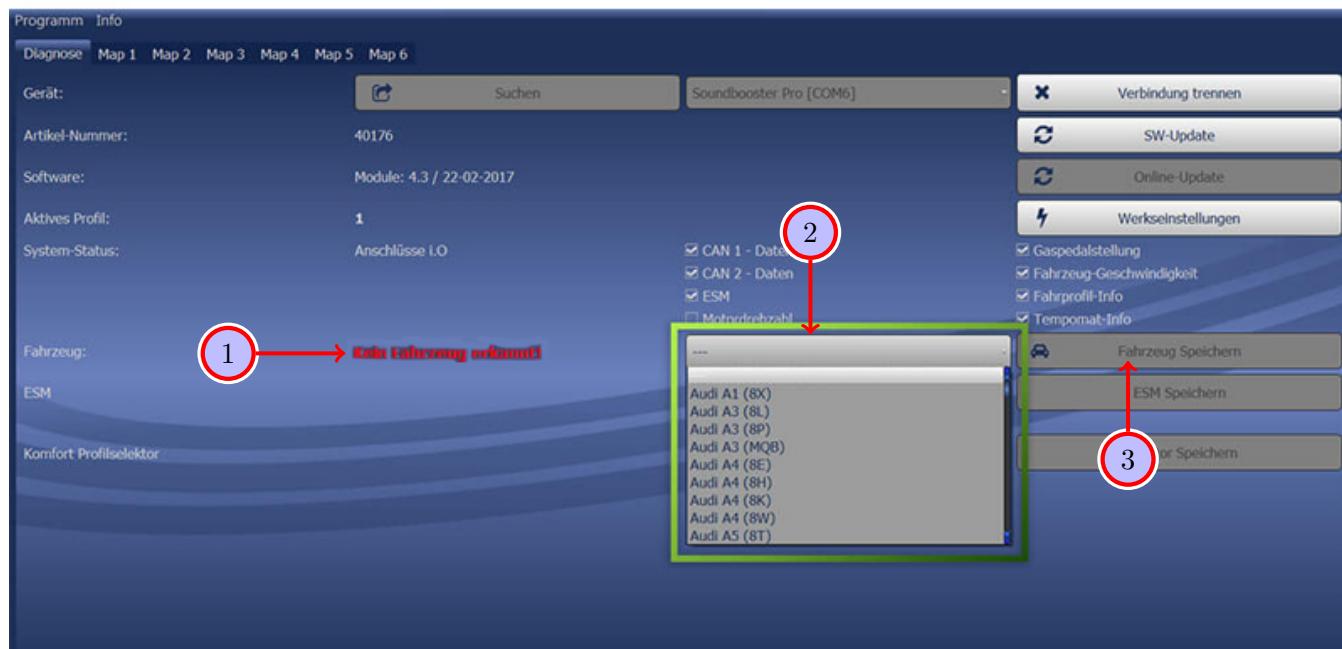 Programm Info
Diagnose Map 1 Map 2 Map 3 Map 4 Map 5 Map 6
Gerät: Suchen Soundbooster Pro [COM6] Verbindung trennen
Artikel-Nummer: 40176 SW-Update
Software: Module: 4.3 / 22-02-2017 Online-Update
Aktives Profil: 1 Werkseinstellungen
2
System-Status: Anschlüsse i.O CAN 1 - Daten Gaspedalstellung
CAN 2 - Daten Fahrzeug-Geschwindigkeit
ESM Fahrprofil-Info
Motordrehzahl Tempomat-Info
Fahrzeug: 1 Kein Fahrzeug erkannt! --- Fahrzeug Speichern
ESM Audi A1 (8X) ESM Speichern
Audi A3 (8L)
Audi A3 (8P)
Komfort Profilselektor Audi A3 (MQB) 3 or Speichern
Audi A4 (8E)
Audi A4 (8H)
Audi A4 (8K)
Audi A4 (8W)
Audi A5 (8T)